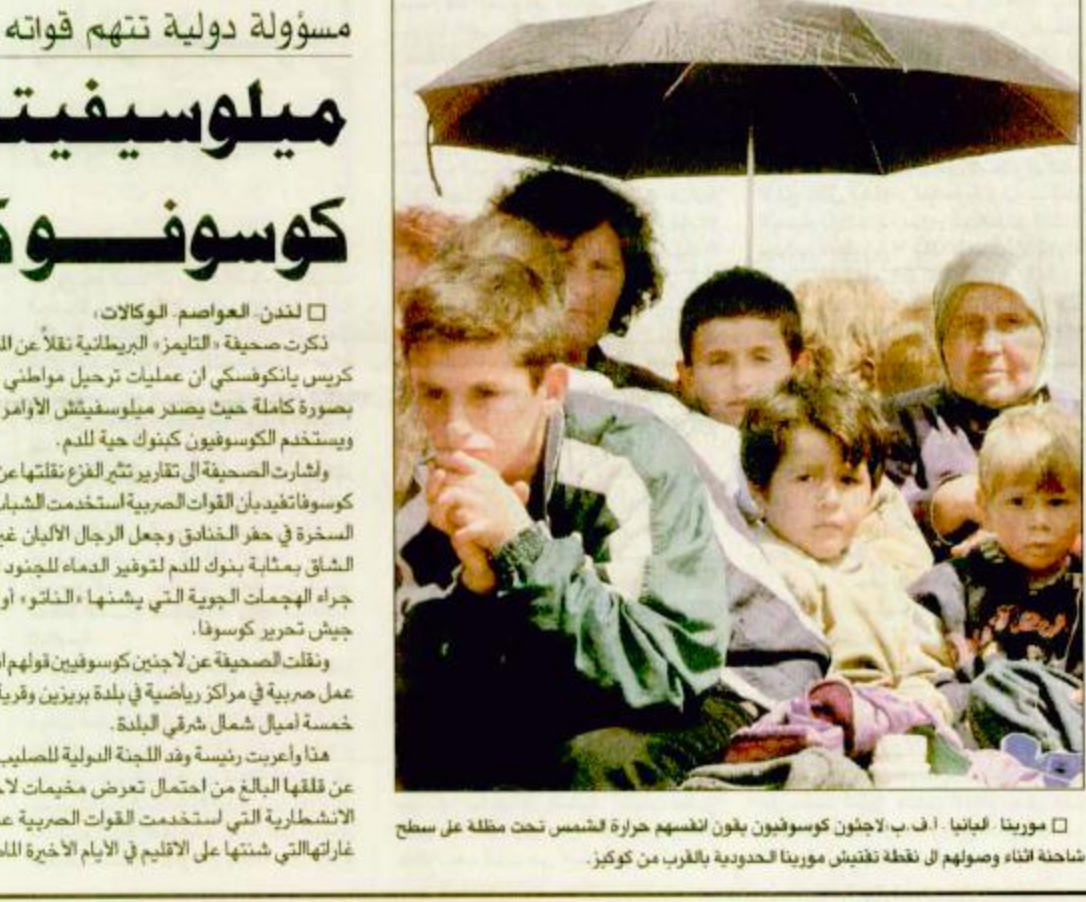 مسؤولة دولية تتهم قواته
ميلوسيفيتـ
كوسوفـــو كـ
□ لندن. العواصم. الوكالات:
ذكرت صحيفة «التايمز» البريطانية نقلاً عن
كريس يانكوفسكي ان عمليات ترحيل مواطني
بصورة كاملة حيث يصدر ميلوسفيتش الأوامر
ويستخدم الكوسوفيون كبنوك حية للدم.
وأشارت الصحيفة الى تقارير تثير الفزع نقلتها عن
كوسوفا تفيد بأن القوات الصربية استخدمت الشباب
السخرة في حفر الخنادق وجعل الرجال الألبان غير
الشاق بمثابة بنوك للدم لتوفير الدماء للجنود
جراء الهجمات الجوية التي يشنها «الناتو» أو
جيش تحرير كوسوفا.
ونقلت الصحيفة عن لاجئين كوسوفيين قولهم
عمل صربية في مراكز رياضية في بلدة بريزين وقرية
خمسة أميال شمال شرقي البلدة.
هذا وأعربت رئيسة وفد اللجنة الدولية للصليب
عن قلقها البالغ من احتمال تعرض مخيمات
الانشطارية التي استخدمت القوات الصربية
غاراتها التي شنتها على الاقليم في الأيام الأخيرة
□ مورينا . ألبانيا . أ.ف.ب: لاجئون كوسوفيون يقون انفسهم حرارة الشمس تحت مظلة على سطح
شاحنة اثناء وصولهم الى نقطة تفتيش مورينا الحدودية بالقرب من كوكيز.